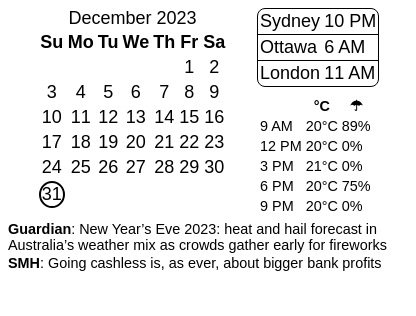 December 2023
Su Mo Tu We Th Fr Sa
1 2
3 4 5 6 7 8 9
10 11 12 13 14 15 16
17 18 19 20 21 22 23
24 25 26 27 28 29 30
31
Sydney 10 PM
Ottawa 6 AM
London 11 AM
°C ☂
9 AM 20°C 89%
12 PM 20°C 0%
3 PM 21°C 0%
6 PM 20°C 75%
9 PM 20°C 0%
Guardian: New Year’s Eve 2023: heat and hail forecast in
Australia’s weather mix as crowds gather early for fireworks
SMH: Going cashless is, as ever, about bigger bank profits